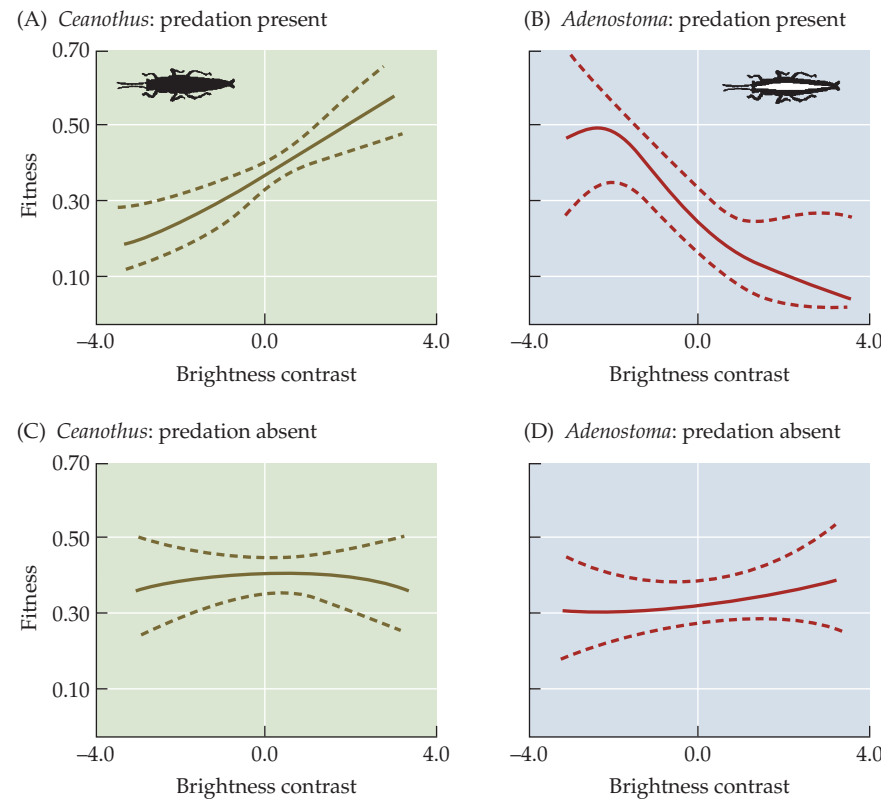 (A) Ceanothus: predation present
0.70
0.50
0.30
0.10
Fitness
–4.0 0.0 4.0
Brightness contrast
(B) Adenostoma: predation present
–4.0 0.0 4.0
Brightness contrast
(C) Ceanothus: predation absent
0.70
0.50
0.30
0.10
Fitness
–4.0 0.0 4.0
Brightness contrast
(D) Adenostoma: predation absent
–4.0 0.0 4.0
Brightness contrast